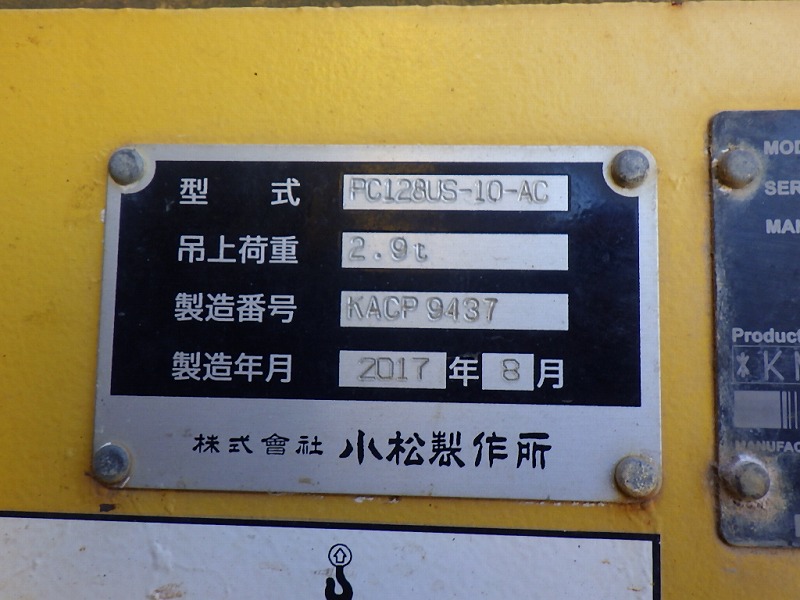 型 式 PC128US-10-AC
吊上荷重 2.9t
製造番号 KACP 9437
製造年月 2017 年 8 月
株式會社 小松製作所
MOD
SER
MAN
Product
*KM
MANUFAC